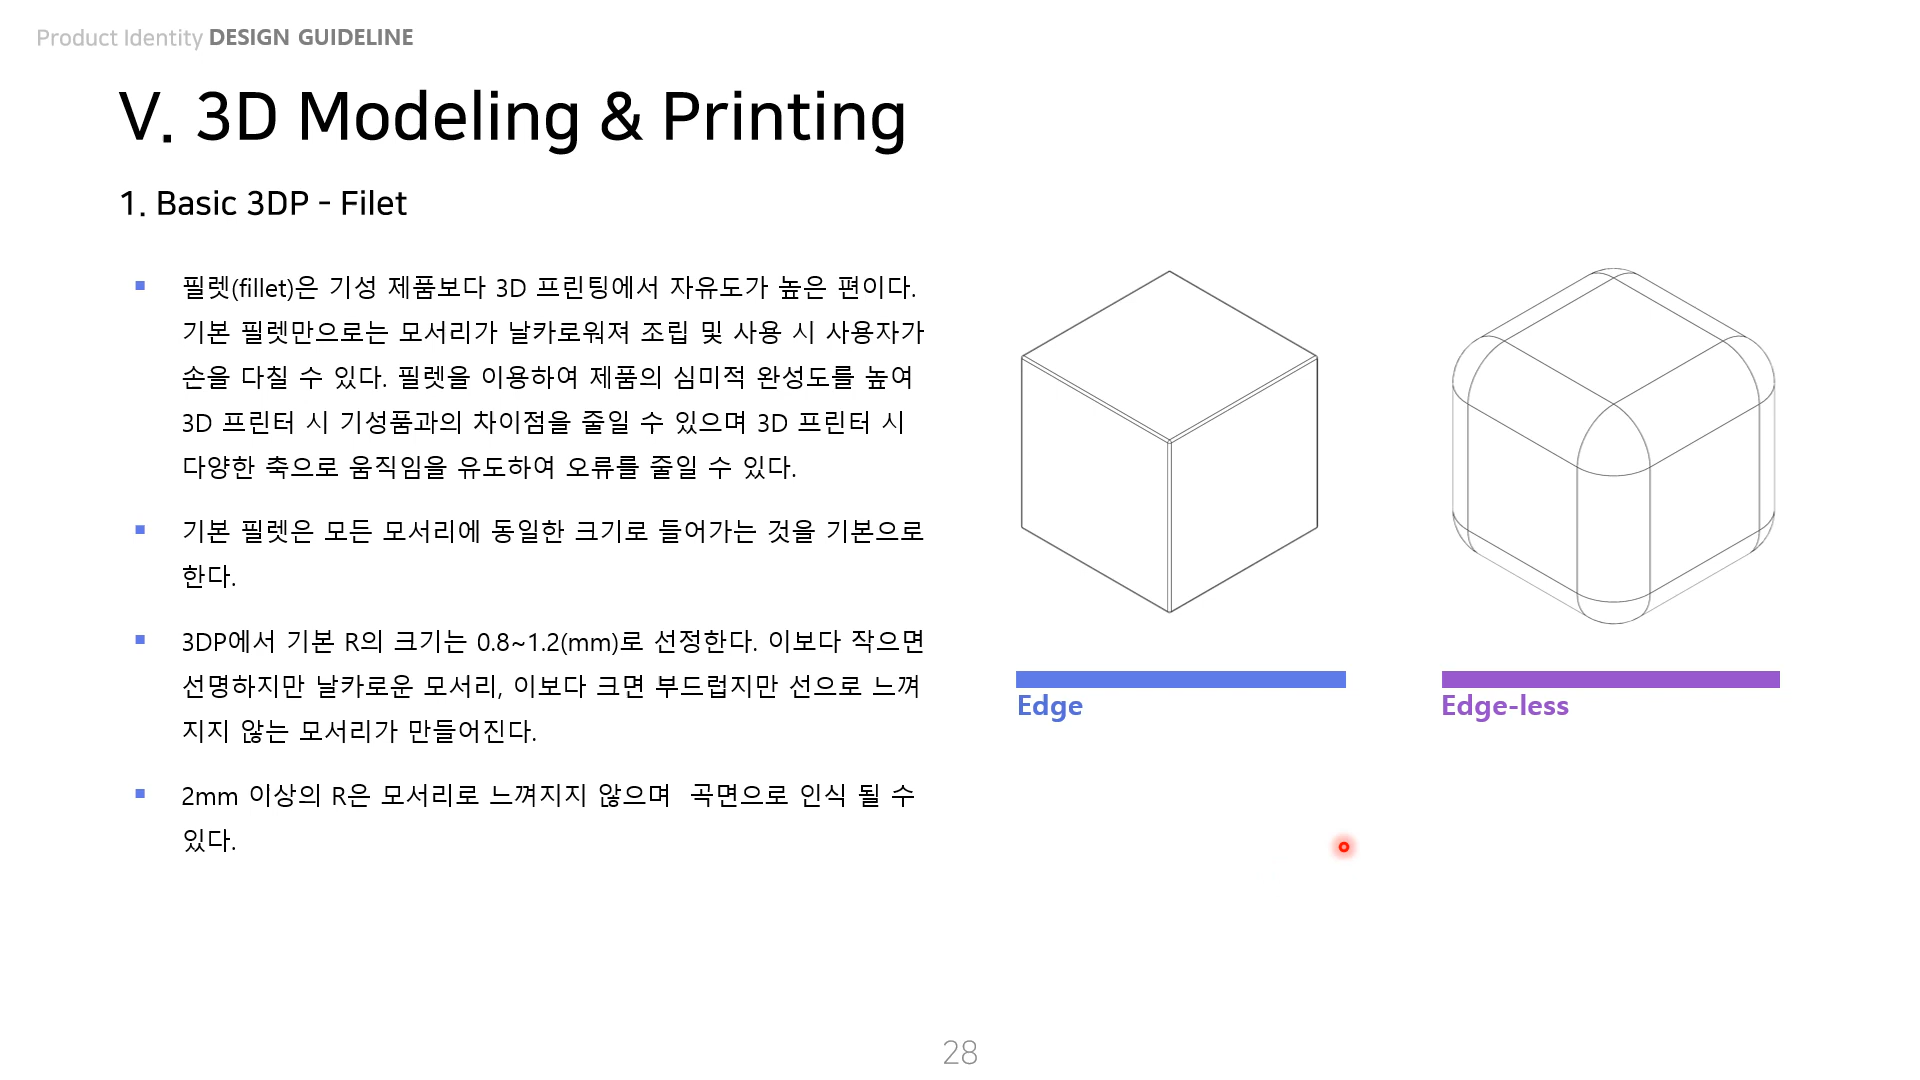 Product Identity DESIGN GUIDELINE
V. 3D Modeling & Printing
1. Basic 3DP - Filet
필렛(fillet)은 기성 제품보다 3D 프린팅에서 자유도가 높은 편이다.
기본 필렛만으로는 모서리가 날카로워져 조립 및 사용 시 사용자가
손을 다칠 수 있다. 필렛을 이용하여 제품의 심미적 완성도를 높여
3D 프린터 시 기성품과의 차이점을 줄일 수 있으며 3D 프린터 시
다양한 축으로 움직임을 유도하여 오류를 줄일 수 있다.
기본 필렛은 모든 모서리에 동일한 크기로 들어가는 것을 기본으로
한다.
3DP에서 기본 R의 크기는 0.8~1.2(mm)로 선정한다. 이보다 작으면
선명하지만 날카로운 모서리, 이보다 크면 부드럽지만 선으로 느껴
지지 않는 모서리가 만들어진다.
2mm 이상의 R은 모서리로 느껴지지 않으며 곡면으로 인식 될 수
있다.
Edge
Edge-less
28